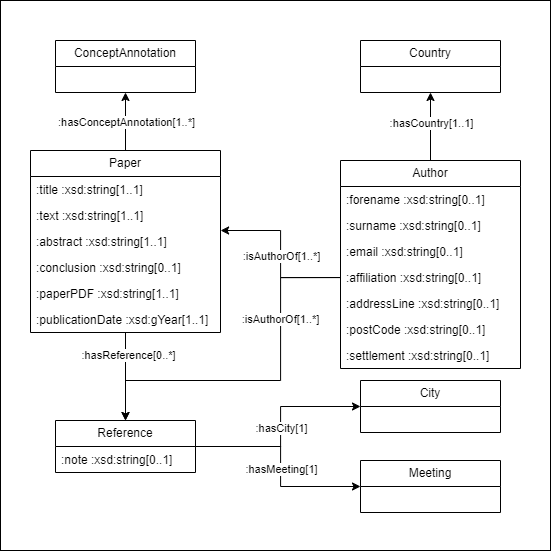 ConceptAnnotation
Country
:hasConceptAnnotation[1..*]
:hasCountry[1..1]
Paper
:title :xsd:string[1..1]
:text :xsd:string[1..1]
:abstract :xsd:string[1..1]
:conclusion :xsd:string[0..1]
:paperPDF :xsd:string[1..1]
:publicationDate :xsd:gYear[1..1]
Author
:forename :xsd:string[0..1]
:surname :xsd:string[0..1]
:email :xsd:string[0..1]
:affiliation :xsd:string[0..1]
:addressLine :xsd:string[0..1]
:postCode :xsd:string[0..1]
:settlement :xsd:string[0..1]
:isAuthorOf[1..*]
:isAuthorOf[1..*]
:hasReference[0..*]
Reference
:note :xsd:string[0..1]
:hasCity[1]
:hasMeeting[1]
City
Meeting